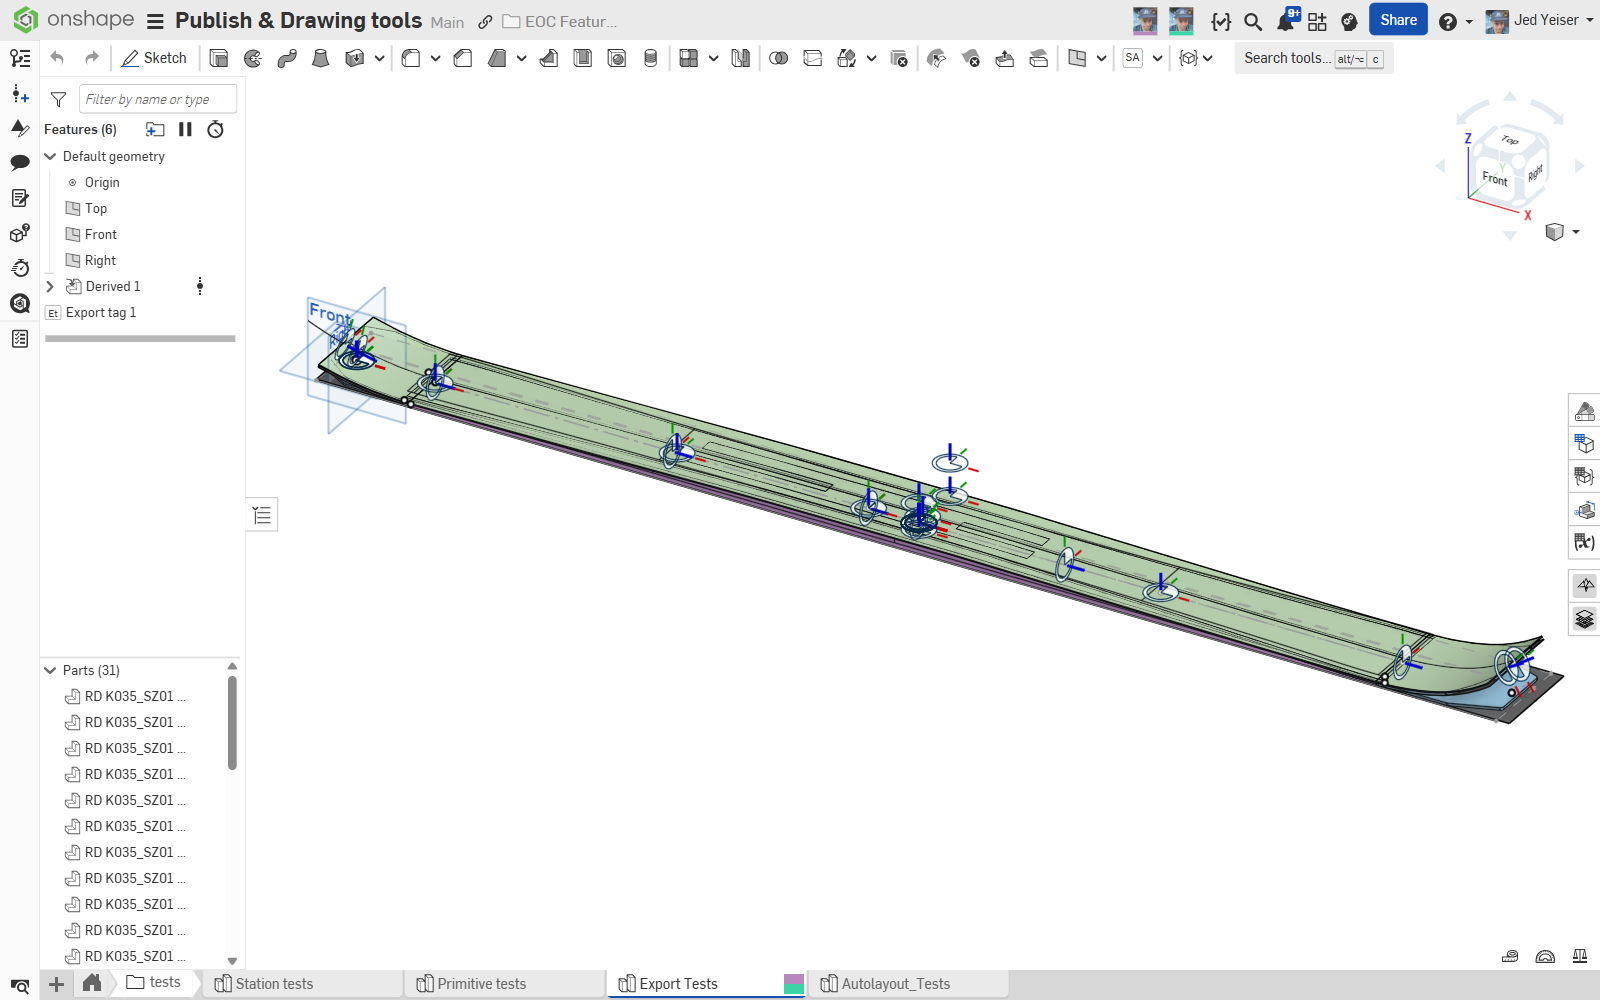 onshape
Publish & Drawing tools
Main
EOC Featur...
9+
Share
Jed Yeiser
Sketch
SA
Search tools...
alt/⌥
c
Filter by name or type
Features (6)
Default geometry
Origin
Top
Front
Right
Derived 1
Et
Export tag 1
Front
Z
Top
Y
Front
Right
X
Parts (31)
RD K035_SZ01 ...
RD K035_SZ01 ...
RD K035_SZ01 ...
RD K035_SZ01 ...
RD K035_SZ01 ...
RD K035_SZ01 ...
RD K035_SZ01 ...
RD K035_SZ01 ...
RD K035_SZ01 ...
RD K035_SZ01 ...
RD K035_SZ01 ...
tests
Station tests
Primitive tests
Export Tests
Autolayout_Tests